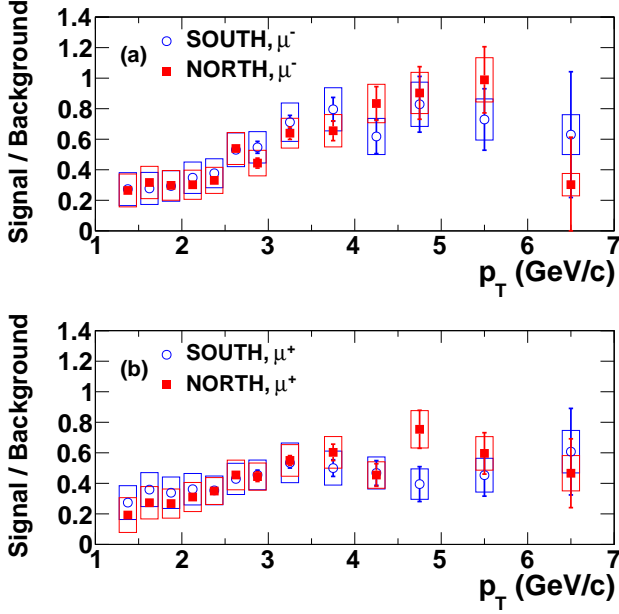 Signal / Background
1.4
1.2
1
0.8
0.6
0.4
0.2
0
(a)
SOUTH, μ⁻
NORTH, μ⁻
1 2 3 4 5 6 7
p_T (GeV/c)
Signal / Background
1.4
1.2
1
0.8
0.6
0.4
0.2
0
(b)
SOUTH, μ⁺
NORTH, μ⁺
1 2 3 4 5 6 7
p_T (GeV/c)